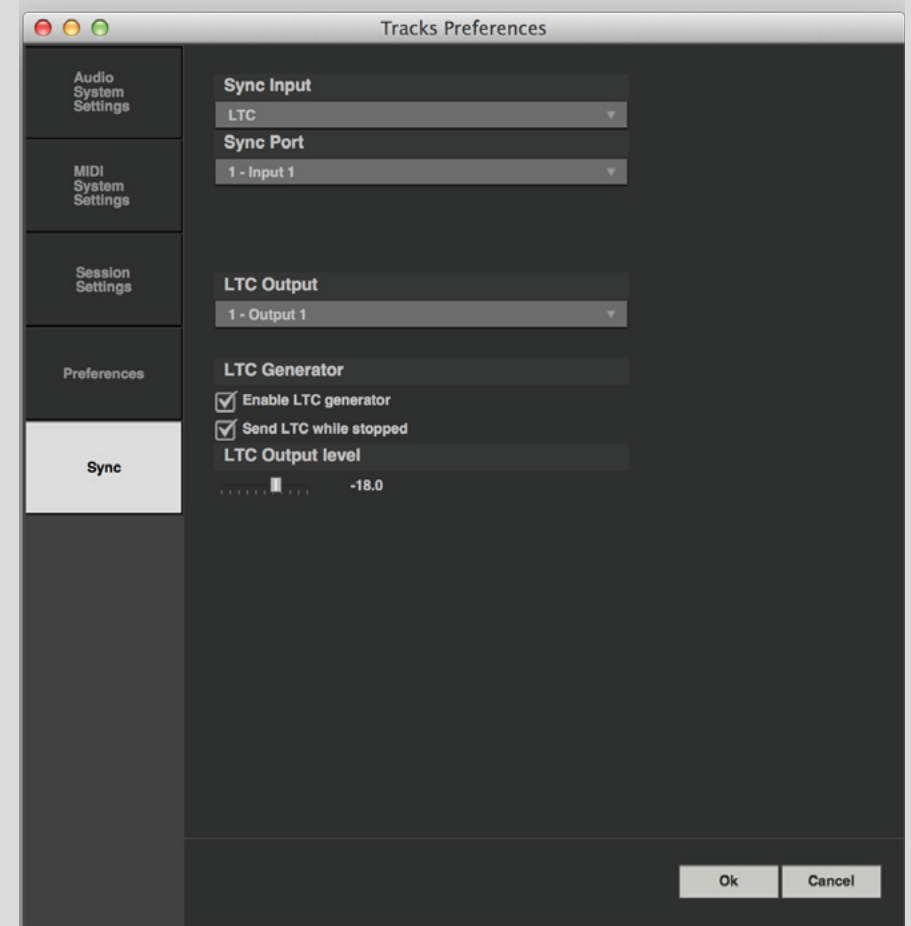 Tracks Preferences
Audio
System
Settings
MIDI
System
Settings
Session
Settings
Preferences
Sync
Sync Input
LTC
Sync Port
1 - Input 1
LTC Output
1 - Output 1
LTC Generator
Enable LTC generator
Send LTC while stopped
LTC Output level
-18.0
Ok
Cancel